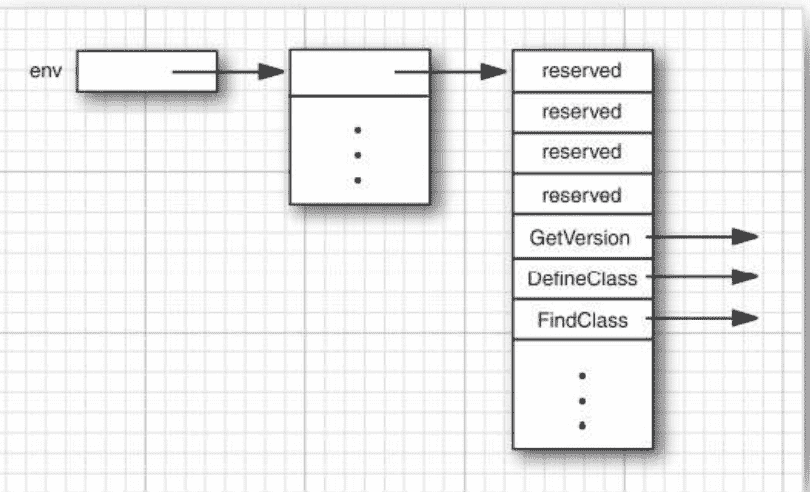 env
reserved
reserved
reserved
reserved
GetVersion
DefineClass
FindClass